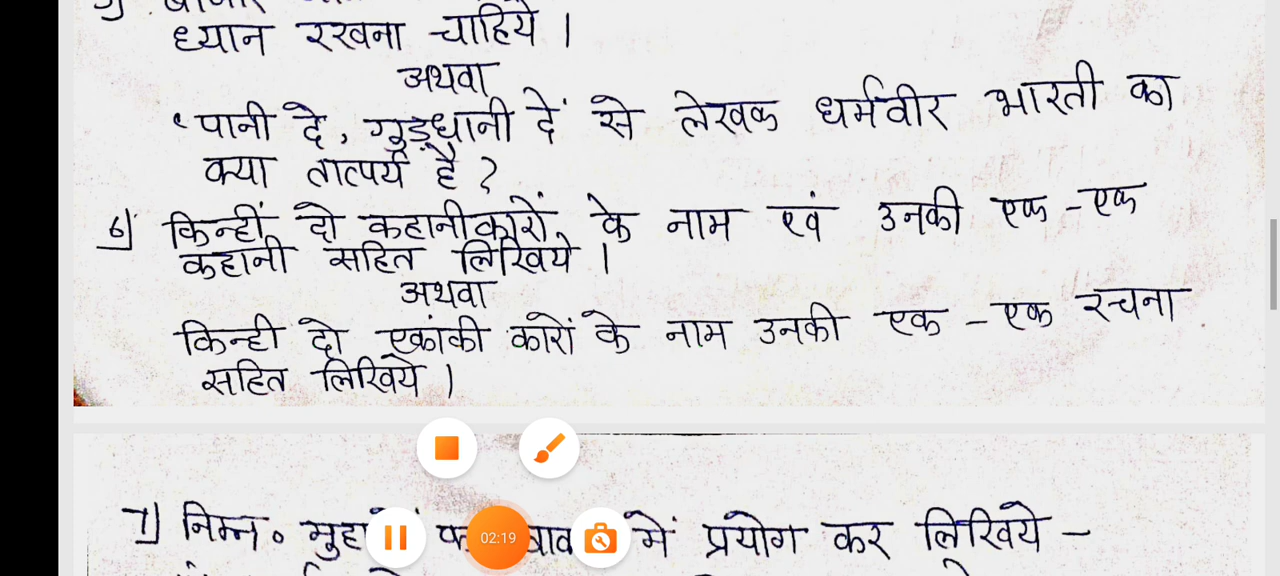 ध्यान रखना चाहिये ।
अथवा
‘ पानी दे, गुड़धानी दें से लेखक धर्मवीर भारती का
क्या तात्पर्य है ?
6) किन्हीं दो कहानीकारों के नाम एवं उनकी एक - एक
कहानी सहित लिखिये ।
अथवा
किन्ही दो एकांकी कारों के नाम उनकी एक - एक रचना
सहित लिखिये ।
7) निम्न० में प्रयोग कर लिखिये -
02:19